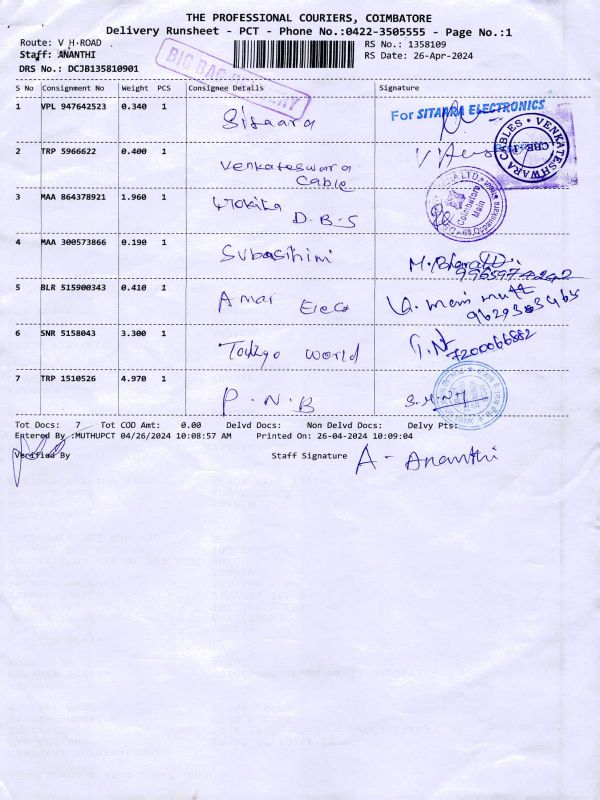 THE PROFESSIONAL COURIERS, COIMBATORE
Delivery Runsheet - PCT - Phone No.:0422-3505555 - Page No.:1
Route: V H-ROAD
RS No.: 1358109
Staff: ANANTHI
RS Date: 26-Apr-2024
DRS No.: DCJB135810901
BIG BAG DELIVERY
S No Consignment No Weight PCS Consignee Details Signature
1 VPL 947642523 0.340 1 Sitaara
For SITARA ELECTRONICS
VENKATESHWARA CABLES
CBE
2 TRP 5966622 0.400 1 Venkateswara
Cable
3 MAA 864378921 1.960 1 D.B.S
Coimbatore
Main
4 MAA 300573866 0.190 1 Subashini
5 BLR 515900343 0.410 1 Amar Elec
6 SNR 5158043 3.300 1 Tokyo world
7200066882
7 TRP 1510526 4.970 1 P.N.B
Tot Docs: 7 Tot COD Amt: 0.00 Delvd Docs: Non Delvd Docs: Delvy Pts:
Entered By :MUTHUPCT 04/26/2024 10:08:57 AM Printed On: 26-04-2024 10:09:04
Verified By Staff Signature A - Ananthi